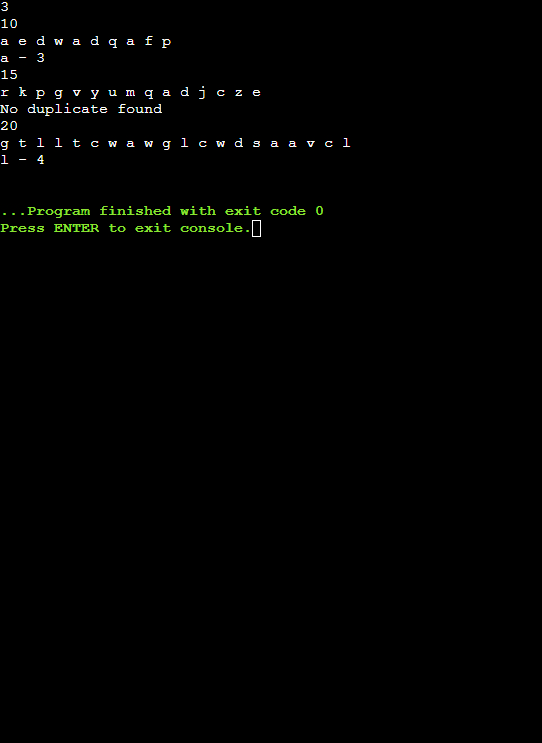 3
10
a e d w a d q a f p
a - 3
15
r k p g v y u m q a d j c z e
No duplicate found
20
g t l l t c w a w g l c w d s a a v c l
l - 4
...Program finished with exit code 0
Press ENTER to exit console.